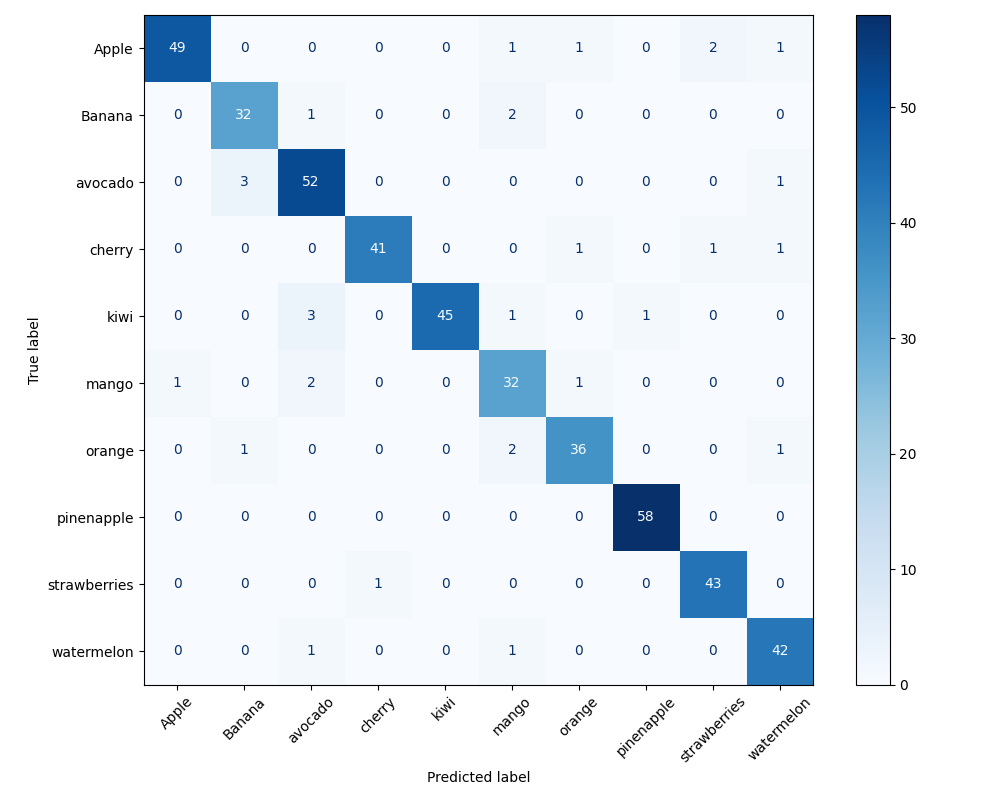 Apple 49 0 0 0 0 1 1 0 2 1
Banana 0 32 1 0 0 2 0 0 0 0
avocado 0 3 52 0 0 0 0 0 0 1
cherry 0 0 0 41 0 0 1 0 1 1
kiwi 0 0 3 0 45 1 0 1 0 0
mango 1 0 2 0 0 32 1 0 0 0
orange 0 1 0 0 0 2 36 0 0 1
pinenapple 0 0 0 0 0 0 0 58 0 0
strawberries 0 0 0 1 0 0 0 0 43 0
watermelon 0 0 1 0 0 1 0 0 0 42
Apple Banana avocado cherry kiwi mango orange pinenapple strawberries watermelon
Predicted label
True label
50
40
30
20
10
0